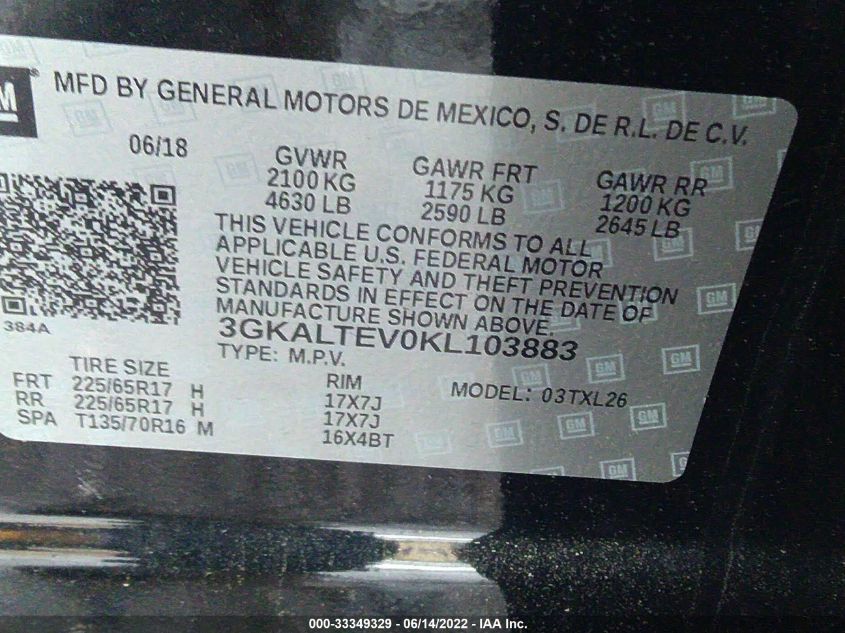 GM
MFD BY GENERAL MOTORS DE MEXICO, S. DE R.L. DE C.V.
06/18 GVWR GAWR FRT GAWR RR
2100 KG 1175 KG 1200 KG
4630 LB 2590 LB 2645 LB
THIS VEHICLE CONFORMS TO ALL
APPLICABLE U.S. FEDERAL MOTOR
VEHICLE SAFETY AND THEFT PREVENTION
STANDARDS IN EFFECT ON THE DATE OF
MANUFACTURE SHOWN ABOVE.
384A
3GKALTEV0KL103883
TYPE: M.P.V.
TIRE SIZE RIM MODEL: 03TXL26
FRT 225/65R17 H 17X7J
RR 225/65R17 H 17X7J
SPA T135/70R16 M 16X4BT
000-33349329 - 06/14/2022 - IAA Inc.